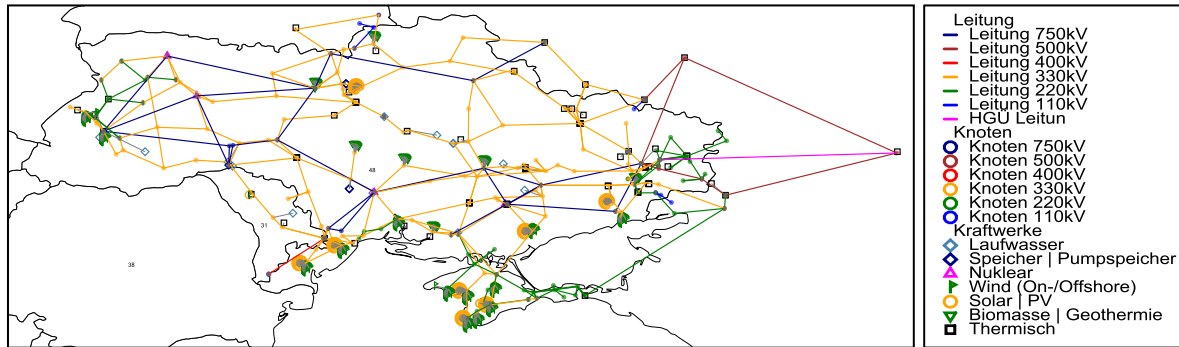 48
31
38
Leitung
Leitung 750kV
Leitung 500kV
Leitung 400kV
Leitung 330kV
Leitung 220kV
Leitung 110kV
HGÜ Leitun
Knoten
Knoten 750kV
Knoten 500kV
Knoten 400kV
Knoten 330kV
Knoten 220kV
Knoten 110kV
Kraftwerke
Laufwasser
Speicher | Pumpspeicher
Nuklear
Wind (On-/Offshore)
Solar | PV
Biomasse | Geothermie
Thermisch